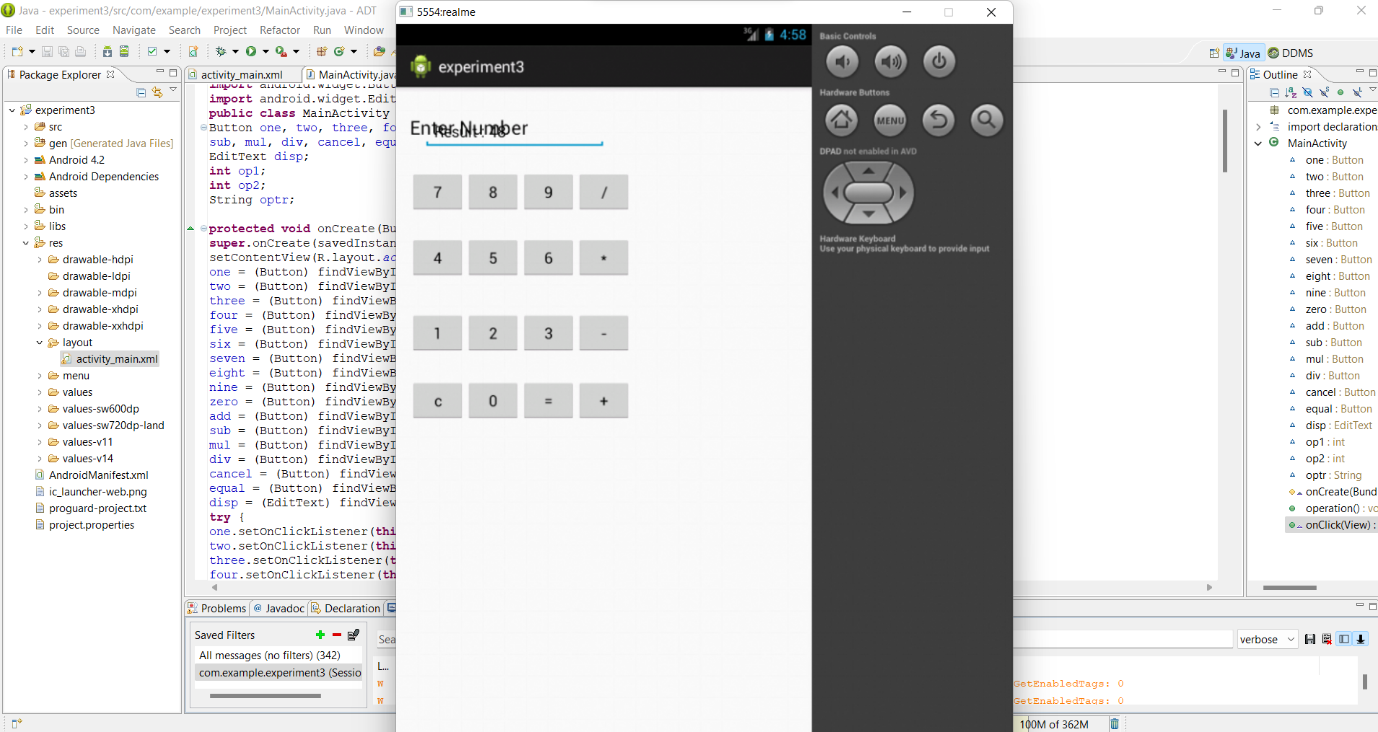 Java - experiment3/src/com/example/experiment3/MainActivity.java - ADT
File Edit Source Navigate Search Project Refactor Run Window
Java DDMS
Package Explorer
experiment3
src
gen [Generated Java Files]
Android 4.2
Android Dependencies
assets
bin
libs
res
drawable-hdpi
drawable-ldpi
drawable-mdpi
drawable-xhdpi
drawable-xxhdpi
layout
activity_main.xml
menu
values
values-sw600dp
values-sw720dp-land
values-v11
values-v14
AndroidManifest.xml
ic_launcher-web.png
proguard-project.txt
project.properties
activity_main.xml MainActivity.java
import android.widget.Butt
import android.widget.Edit
public class MainActivity
Button one, two, three, fo
sub, mul, div, cancel, equ
EditText disp;
int op1;
int op2;
String optr;
protected void onCreate(Bu
super.onCreate(savedInstan
setContentView(R.layout.ac
one = (Button) findViewByI
two = (Button) findViewByI
three = (Button) findViewB
four = (Button) findViewBy
five = (Button) findViewBy
six = (Button) findViewByI
seven = (Button) findViewB
eight = (Button) findViewB
nine = (Button) findViewBy
zero = (Button) findViewBy
add = (Button) findViewByI
sub = (Button) findViewByI
mul = (Button) findViewByI
div = (Button) findViewByI
cancel = (Button) findView
equal = (Button) findViewB
disp = (EditText) findView
try {
one.setOnClickListener(thi
two.setOnClickListener(thi
three.setOnClickListener(t
four.setOnClickListener(th
5554:realme
3G 4:58
experiment3
Enter Number
Result : 48
7 8 9 /
4 5 6 *
1 2 3 -
c 0 = +
Basic Controls
Hardware Buttons
MENU
DPAD not enabled in AVD
Hardware Keyboard
Use your physical keyboard to provide input
Outline
com.example.expe
import declaration
MainActivity
one : Button
two : Button
three : Button
four : Button
five : Button
six : Button
seven : Button
eight : Button
nine : Button
zero : Button
add : Button
sub : Button
mul : Button
div : Button
cancel : Button
equal : Button
disp : EditText
op1 : int
op2 : int
optr : String
onCreate(Bund
operation() : vo
onClick(View) :
Problems Javadoc Declaration
Saved Filters
All messages (no filters) (342)
com.example.experiment3 (Sessio
Sea
verbose
L...
W
W
GetEnabledTags: 0
GetEnabledTags: 0
100M of 362M